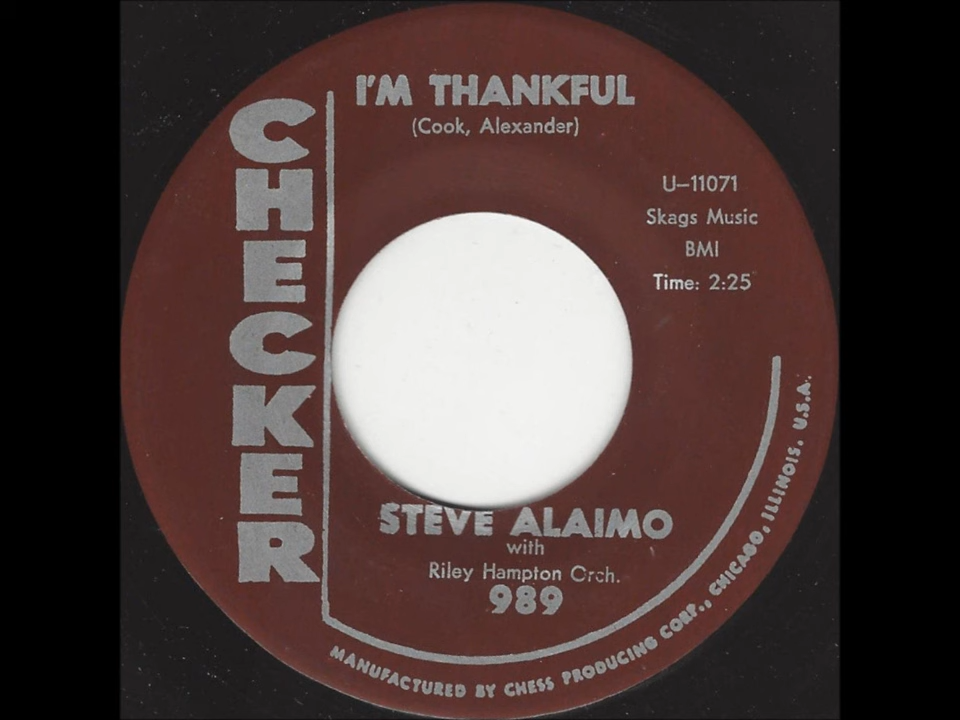 CHECKER
I'M THANKFUL
(Cook, Alexander)
U-11071
Skags Music
BMI
Time: 2:25
STEVE ALAIMO
with
Riley Hampton Orch.
989
MANUFACTURED BY CHESS PRODUCING CORP., CHICAGO, ILLINOIS, U.S.A.